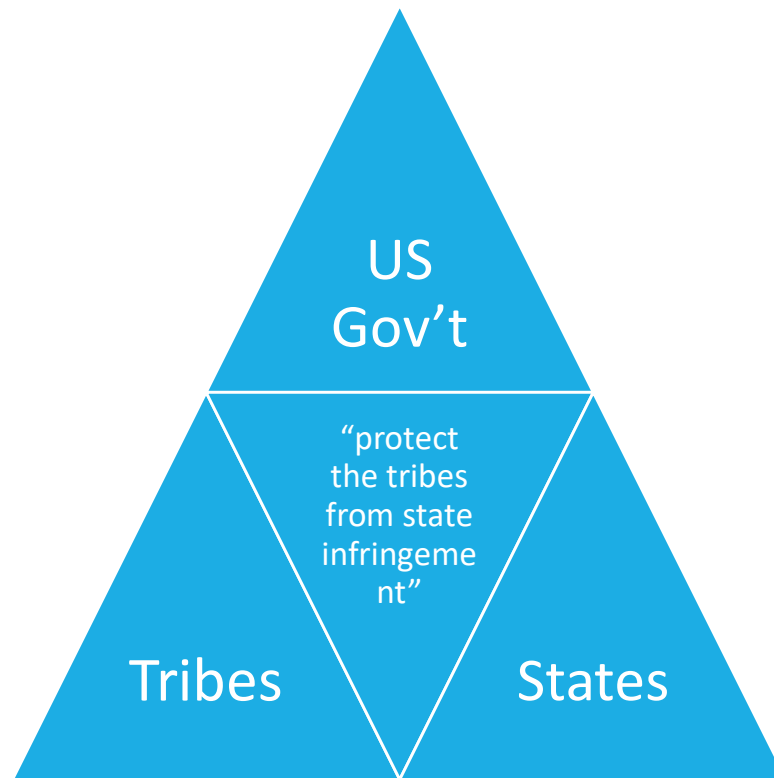 US
Gov’t
“protect
the tribes
from state
infringeme
nt”
Tribes
States